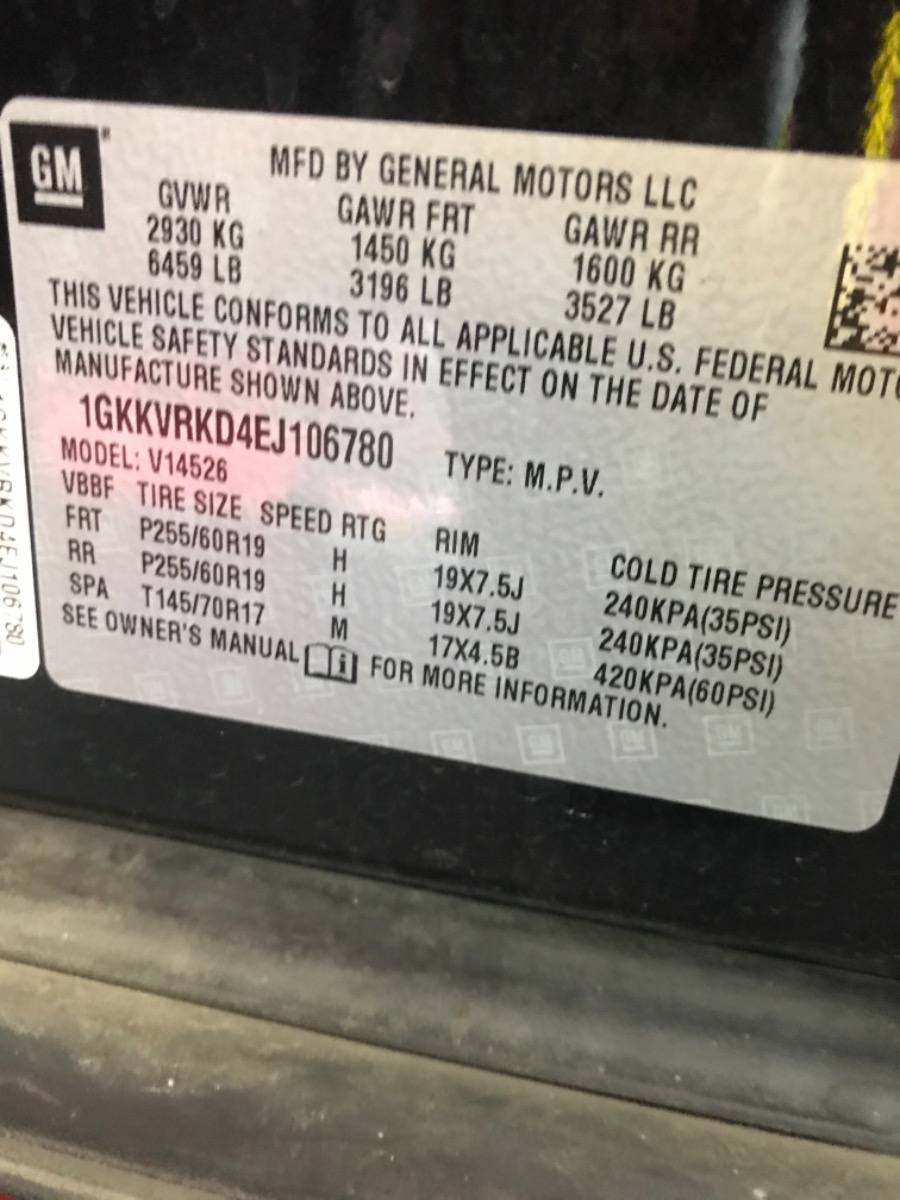 GM
MFD BY GENERAL MOTORS LLC
GVWR GAWR FRT GAWR RR
2930 KG 1450 KG 1600 KG
6459 LB 3196 LB 3527 LB
THIS VEHICLE CONFORMS TO ALL APPLICABLE U.S. FEDERAL MOTO
VEHICLE SAFETY STANDARDS IN EFFECT ON THE DATE OF
MANUFACTURE SHOWN ABOVE.
1GKKVRKD4EJ106780 TYPE: M.P.V.
MODEL: V14526
VBBF TIRE SIZE SPEED RTG RIM COLD TIRE PRESSURE
FRT P255/60R19 H 19X7.5J 240KPA(35PSI)
RR P255/60R19 H 19X7.5J 240KPA(35PSI)
SPA T145/70R17 M 17X4.5B 420KPA(60PSI)
SEE OWNER'S MANUAL i FOR MORE INFORMATION.
1GKKVRKD4EJ106780